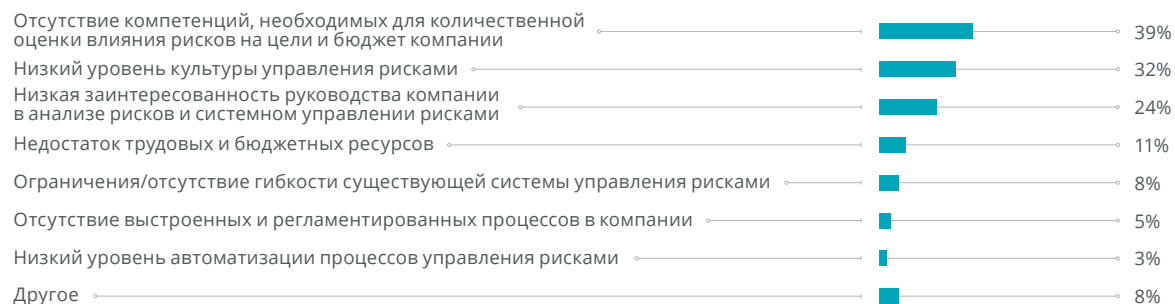 Отсутствие компетенций, необходимых для количественной
оценки влияния рисков на цели и бюджет компании
39%
Низкий уровень культуры управления рисками
32%
Низкая заинтересованность руководства компании
в анализе рисков и системном управлении рисками
24%
Недостаток трудовых и бюджетных ресурсов
11%
Ограничения/отсутствие гибкости существующей системы управления рисками
8%
Отсутствие выстроенных и регламентированных процессов в компании
5%
Низкий уровень автоматизации процессов управления рисками
3%
Другое
8%